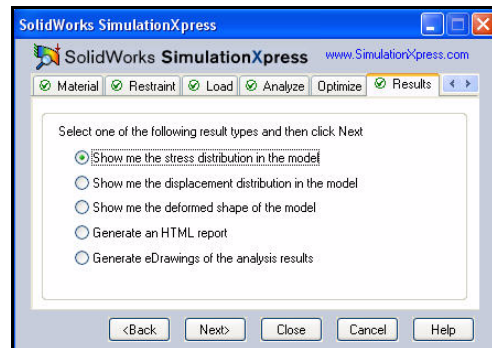 SolidWorks SimulationXpress
SolidWorks SimulationXpress www.SimulationXpress.com
Material Restraint Load Analyze Optimize Results
Select one of the following result types and then click Next
Show me the stress distribution in the model
Show me the displacement distribution in the model
Show me the deformed shape of the model
Generate an HTML report
Generate eDrawings of the analysis results
<Back Next> Close Cancel Help